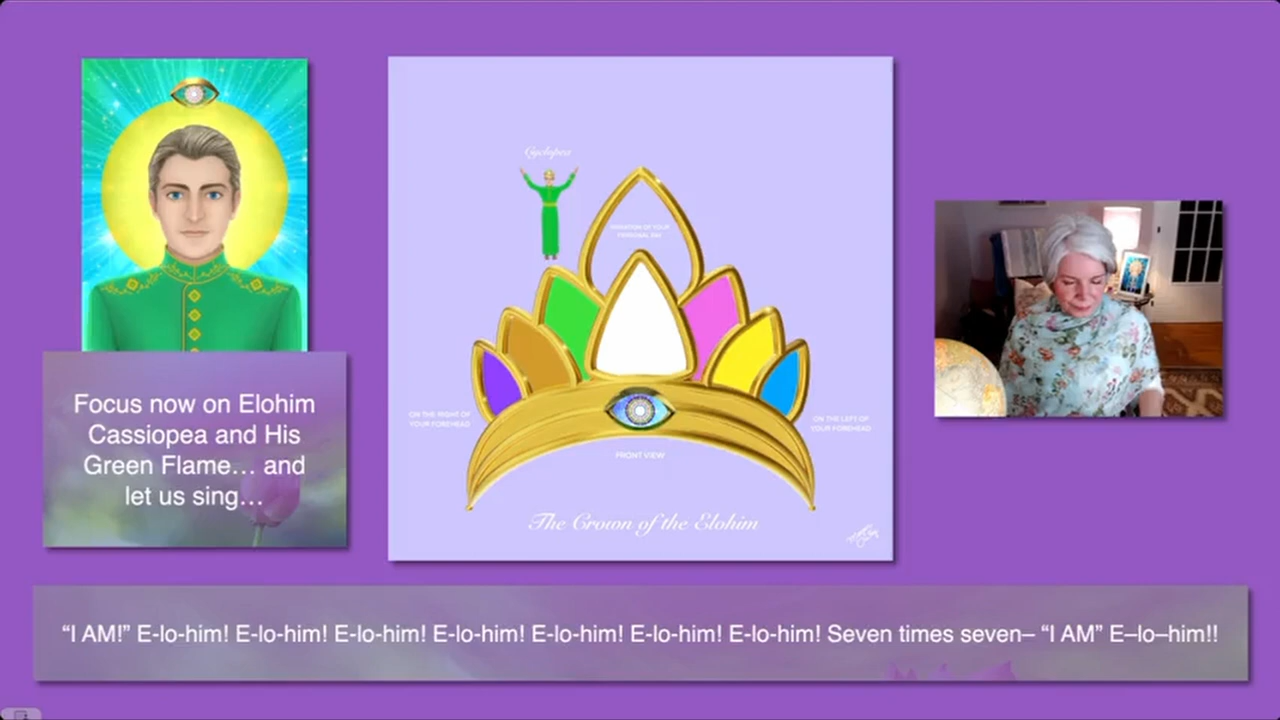 Focus now on Elohim
Cassiopea and His
Green Flame… and
let us sing…
Cyclopea
ON THE RIGHT OF
YOUR FOREHEAD
ON THE LEFT OF
YOUR FOREHEAD
FRONT VIEW
The Crown of the Elohim
“I AM!” E-lo-him! E-lo-him! E-lo-him! E-lo-him! E-lo-him! E-lo-him! E-lo-him! Seven times seven– “I AM” E–lo–him!!